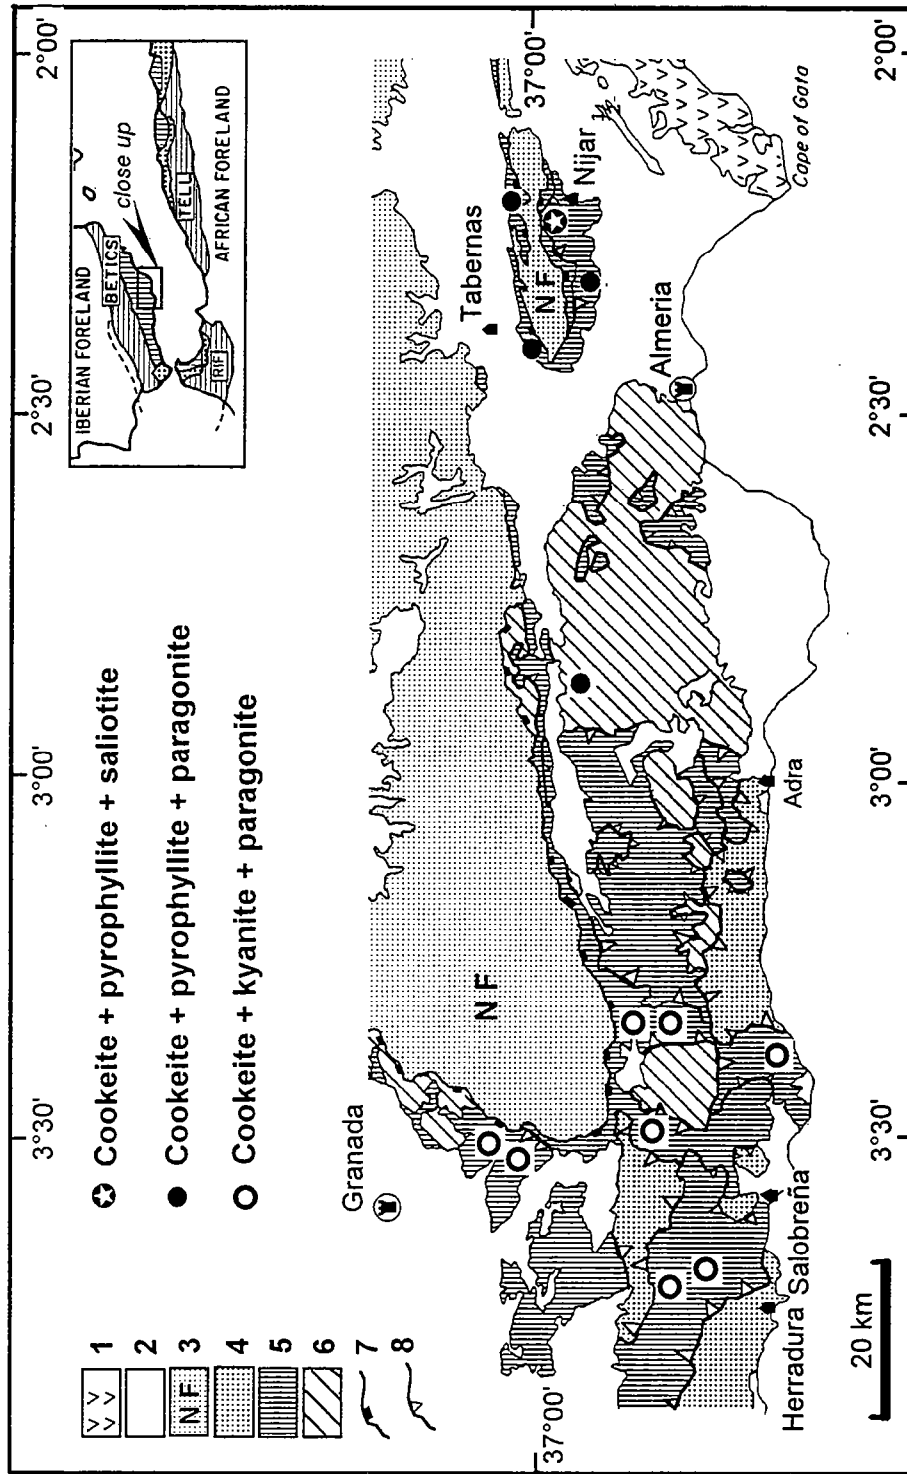 3°30'
3°00'
2°30'
2°00'
Granada
Cookeite + pyrophyllite + saliotite
Cookeite + pyrophyllite + paragonite
Cookeite + kyanite + paragonite
IBERIAN FORELAND
BETICS
close up
TELL
RIF
AFRICAN FORELAND
1
2
N F 3
4
5
6
7
8
N F
Tabernas
N F
Nijar
37°00'
37°00'
Almeria
Adra
Cape of Gata
Herradura
Salobreña
20 km
3°30'
3°00'
2°30'
2°00'